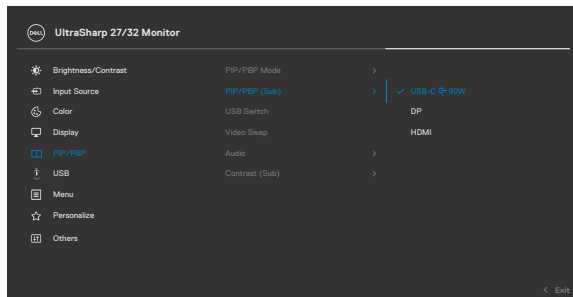 DELL UltraSharp 27/32 Monitor
Brightness/Contrast PIP/PBP Mode
Input Source PIP/PBP (Sub) USB-C 90W
Color USB Switch DP
Display Video Swap HDMI
PIP/PBP Audio
USB Contrast (Sub)
Menu
Personalize
Others
Exit